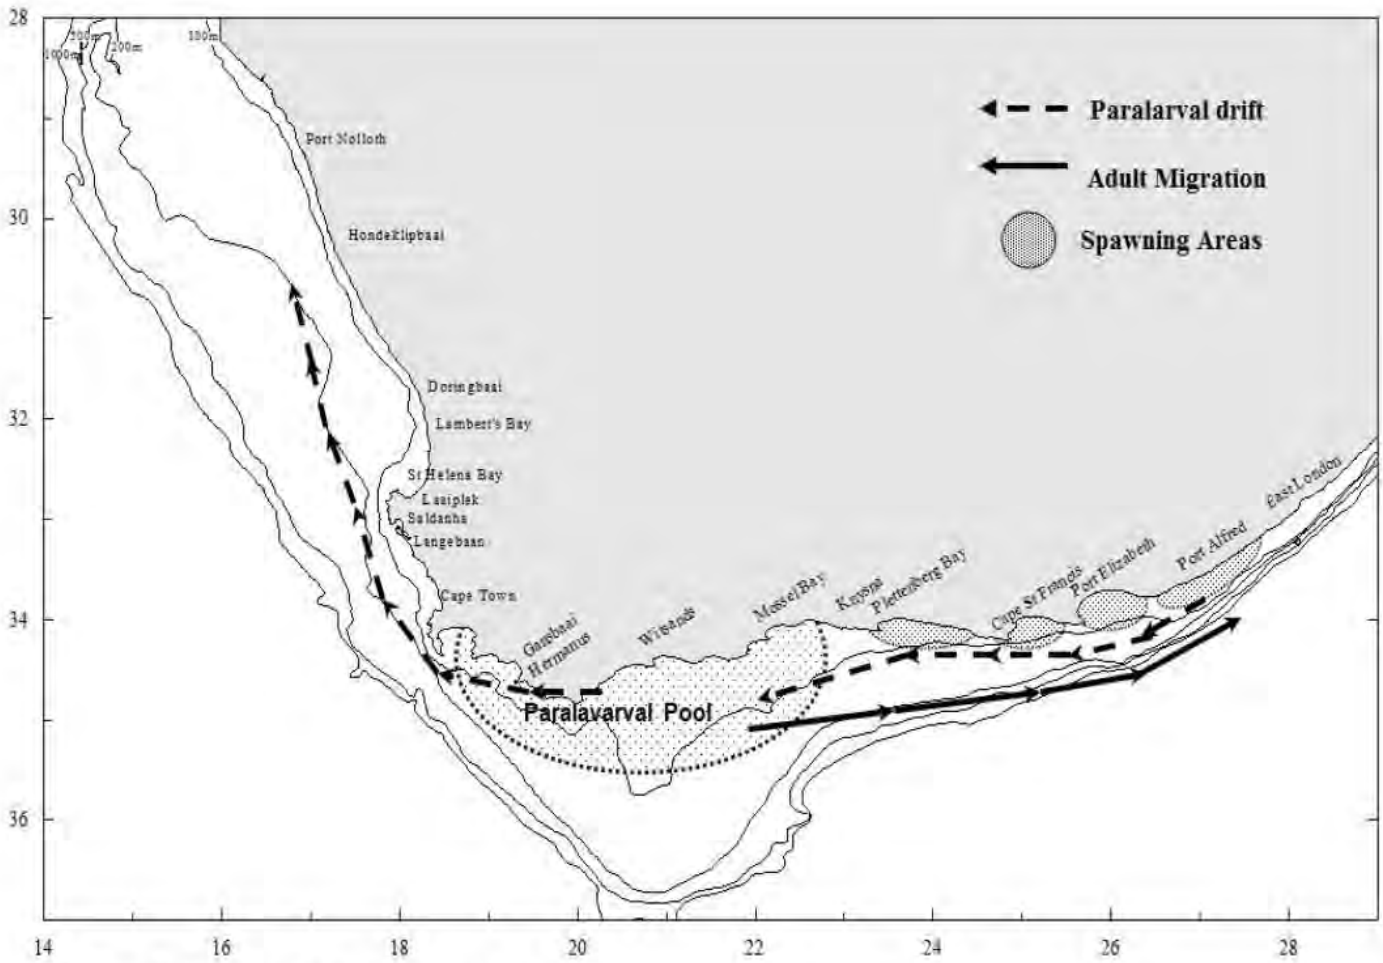 28
1000m
500m
200m
100m
Paralarval drift
Adult Migration
Spawning Areas
Port Nolloth
30
Hondeklipbaai
Doringbaai
32
Lambert's Bay
St Helena Bay
Laaiplek
Saldanha
Langebaan
East London
Port Alfred
Port Elizabeth
Cape St Francis
Plettenberg Bay
Knysna
Mossel Bay
Witsands
Gansbaai
Hermanus
Cape Town
34
Paralavarval Pool
36
14
16
18
20
22
24
26
28